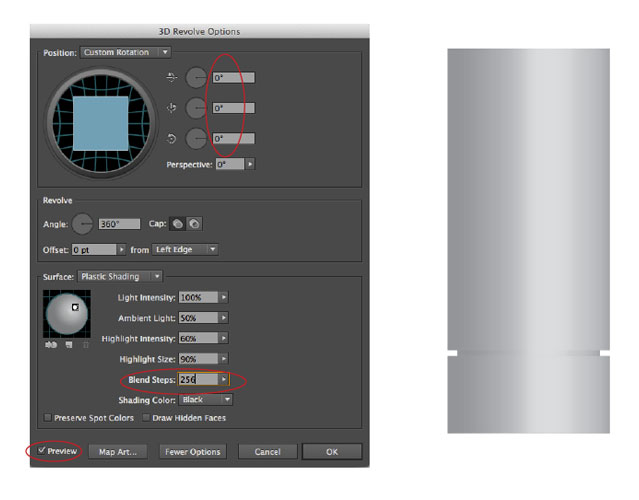 3D Revolve Options
Position: Custom Rotation
0°
0°
0°
Perspective: 0°
Revolve
Angle: 360° Cap:
Offset: 0 pt from Left Edge
Surface: Plastic Shading
Light Intensity: 100%
Ambient Light: 50%
Highlight Intensity: 60%
Highlight Size: 90%
Blend Steps: 256
Shading Color: Black
Preserve Spot Colors Draw Hidden Faces
Preview Map Art... Fewer Options Cancel OK